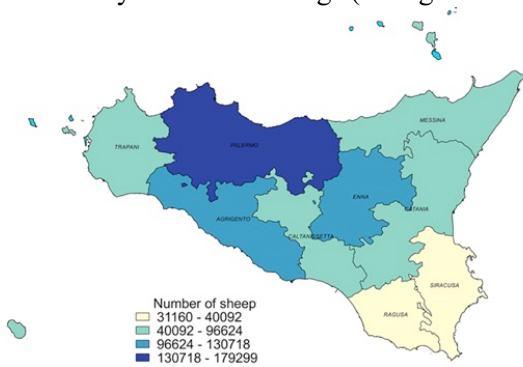 MESSINA
TRAPANI
PALERMO
ENNA
AGRIGENTO
CATANIA
CALTANISSETTA
SIRACUSA
RAGUSA
Number of sheep
31160 - 40092
40092 - 96624
96624 - 130718
130718 - 179299